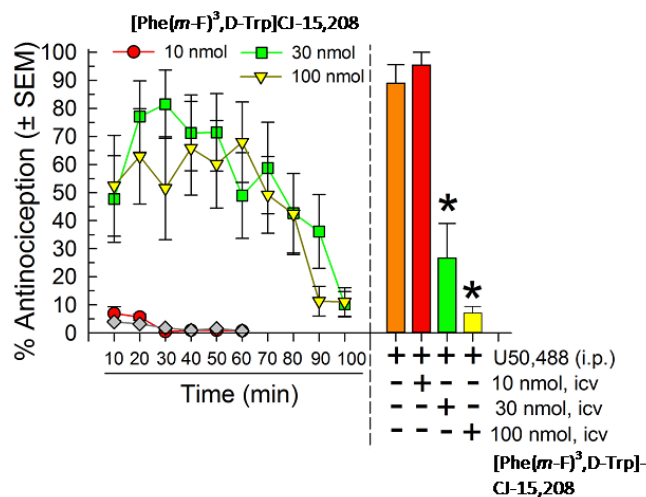 [Phe(m-F)³,D-Trp]CJ-15,208
10 nmol
30 nmol
100 nmol
% Antinociception (± SEM)
100
90
80
70
60
50
40
30
20
10
0
10 20 30 40 50 60 70 80 90 100
Time (min)
*
*
+ + + + U50,488 (i.p.)
- + - - 10 nmol, icv
- - + - 30 nmol, icv
- - - + 100 nmol, icv
[Phe(m-F)³,D-Trp]-
CJ-15,208